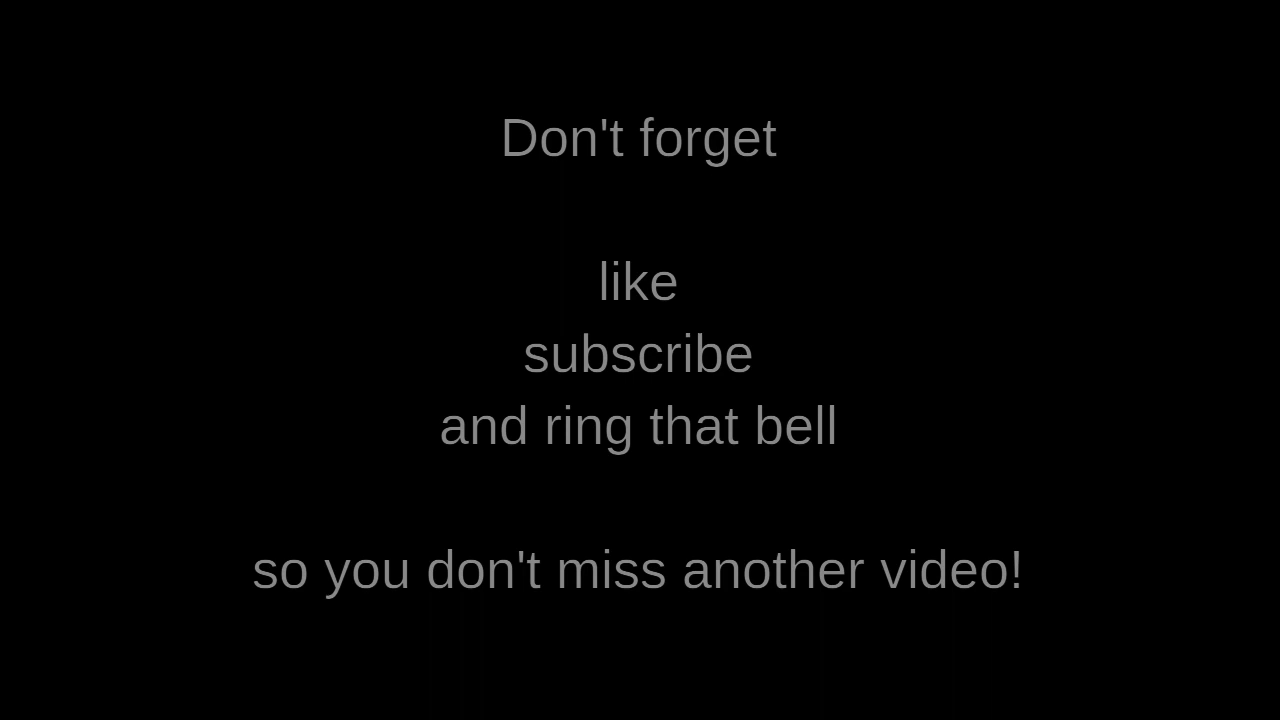 Don't forget
like
subscribe
and ring that bell
so you don't miss another video!